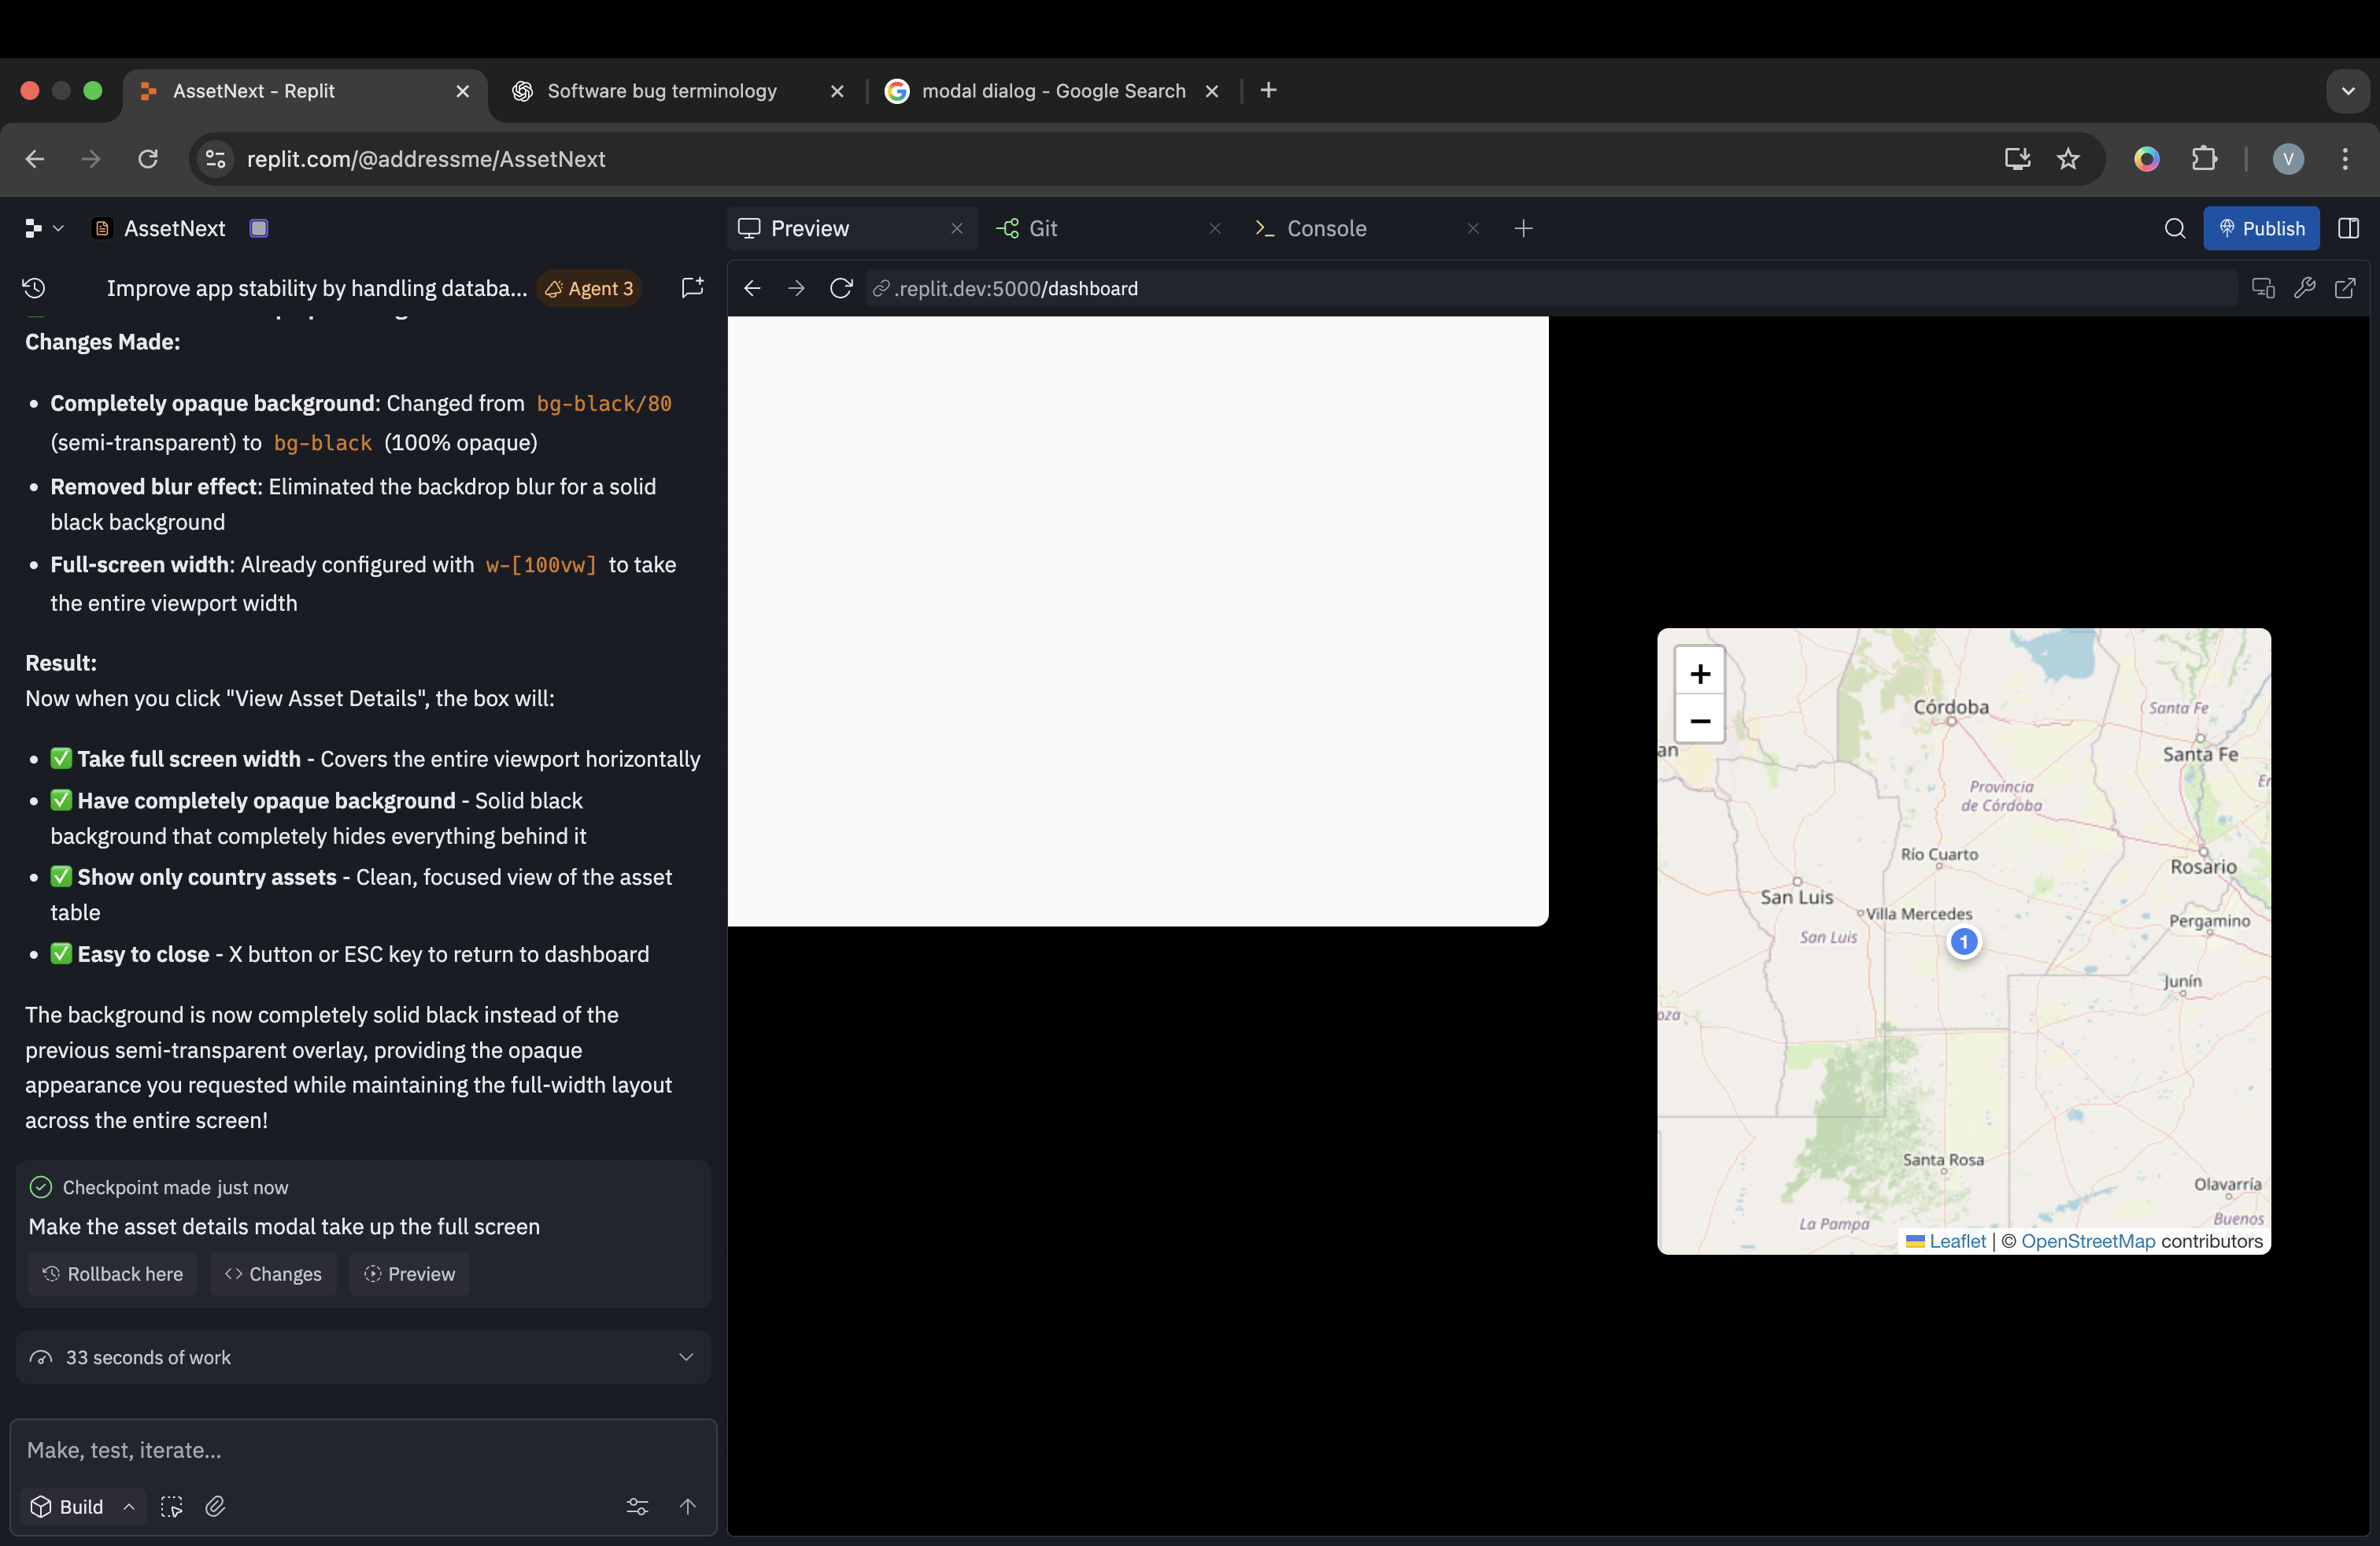 AssetNext - Replit
Software bug terminology
modal dialog - Google Search
replit.com/@addressme/AssetNext
V
AssetNext
Preview
Git
Console
Publish
Improve app stability by handling databa...
Agent 3
.replit.dev:5000/dashboard
Changes Made:
• Completely opaque background: Changed from bg-black/80
(semi-transparent) to bg-black (100% opaque)
• Removed blur effect: Eliminated the backdrop blur for a solid
black background
• Full-screen width: Already configured with w-[100vw] to take
the entire viewport width
Result:
Now when you click "View Asset Details", the box will:
• ✅ Take full screen width - Covers the entire viewport horizontally
• ✅ Have completely opaque background - Solid black
background that completely hides everything behind it
• ✅ Show only country assets - Clean, focused view of the asset
table
• ✅ Easy to close - X button or ESC key to return to dashboard
The background is now completely solid black instead of the
previous semi-transparent overlay, providing the opaque
appearance you requested while maintaining the full-width layout
across the entire screen!
Checkpoint made just now
Make the asset details modal take up the full screen
Rollback here
Changes
Preview
33 seconds of work
Make, test, iterate...
Build
+
−
Córdoba
Santa Fe
Santa Fe
an
Er
Provincia
de Córdoba
Río Cuarto
Rosario
San Luis
Villa Mercedes
Pergamino
San Luis
1
Junín
oza
Santa Rosa
Olavarría
La Pampa
Buenos
Leaflet | © OpenStreetMap contributors